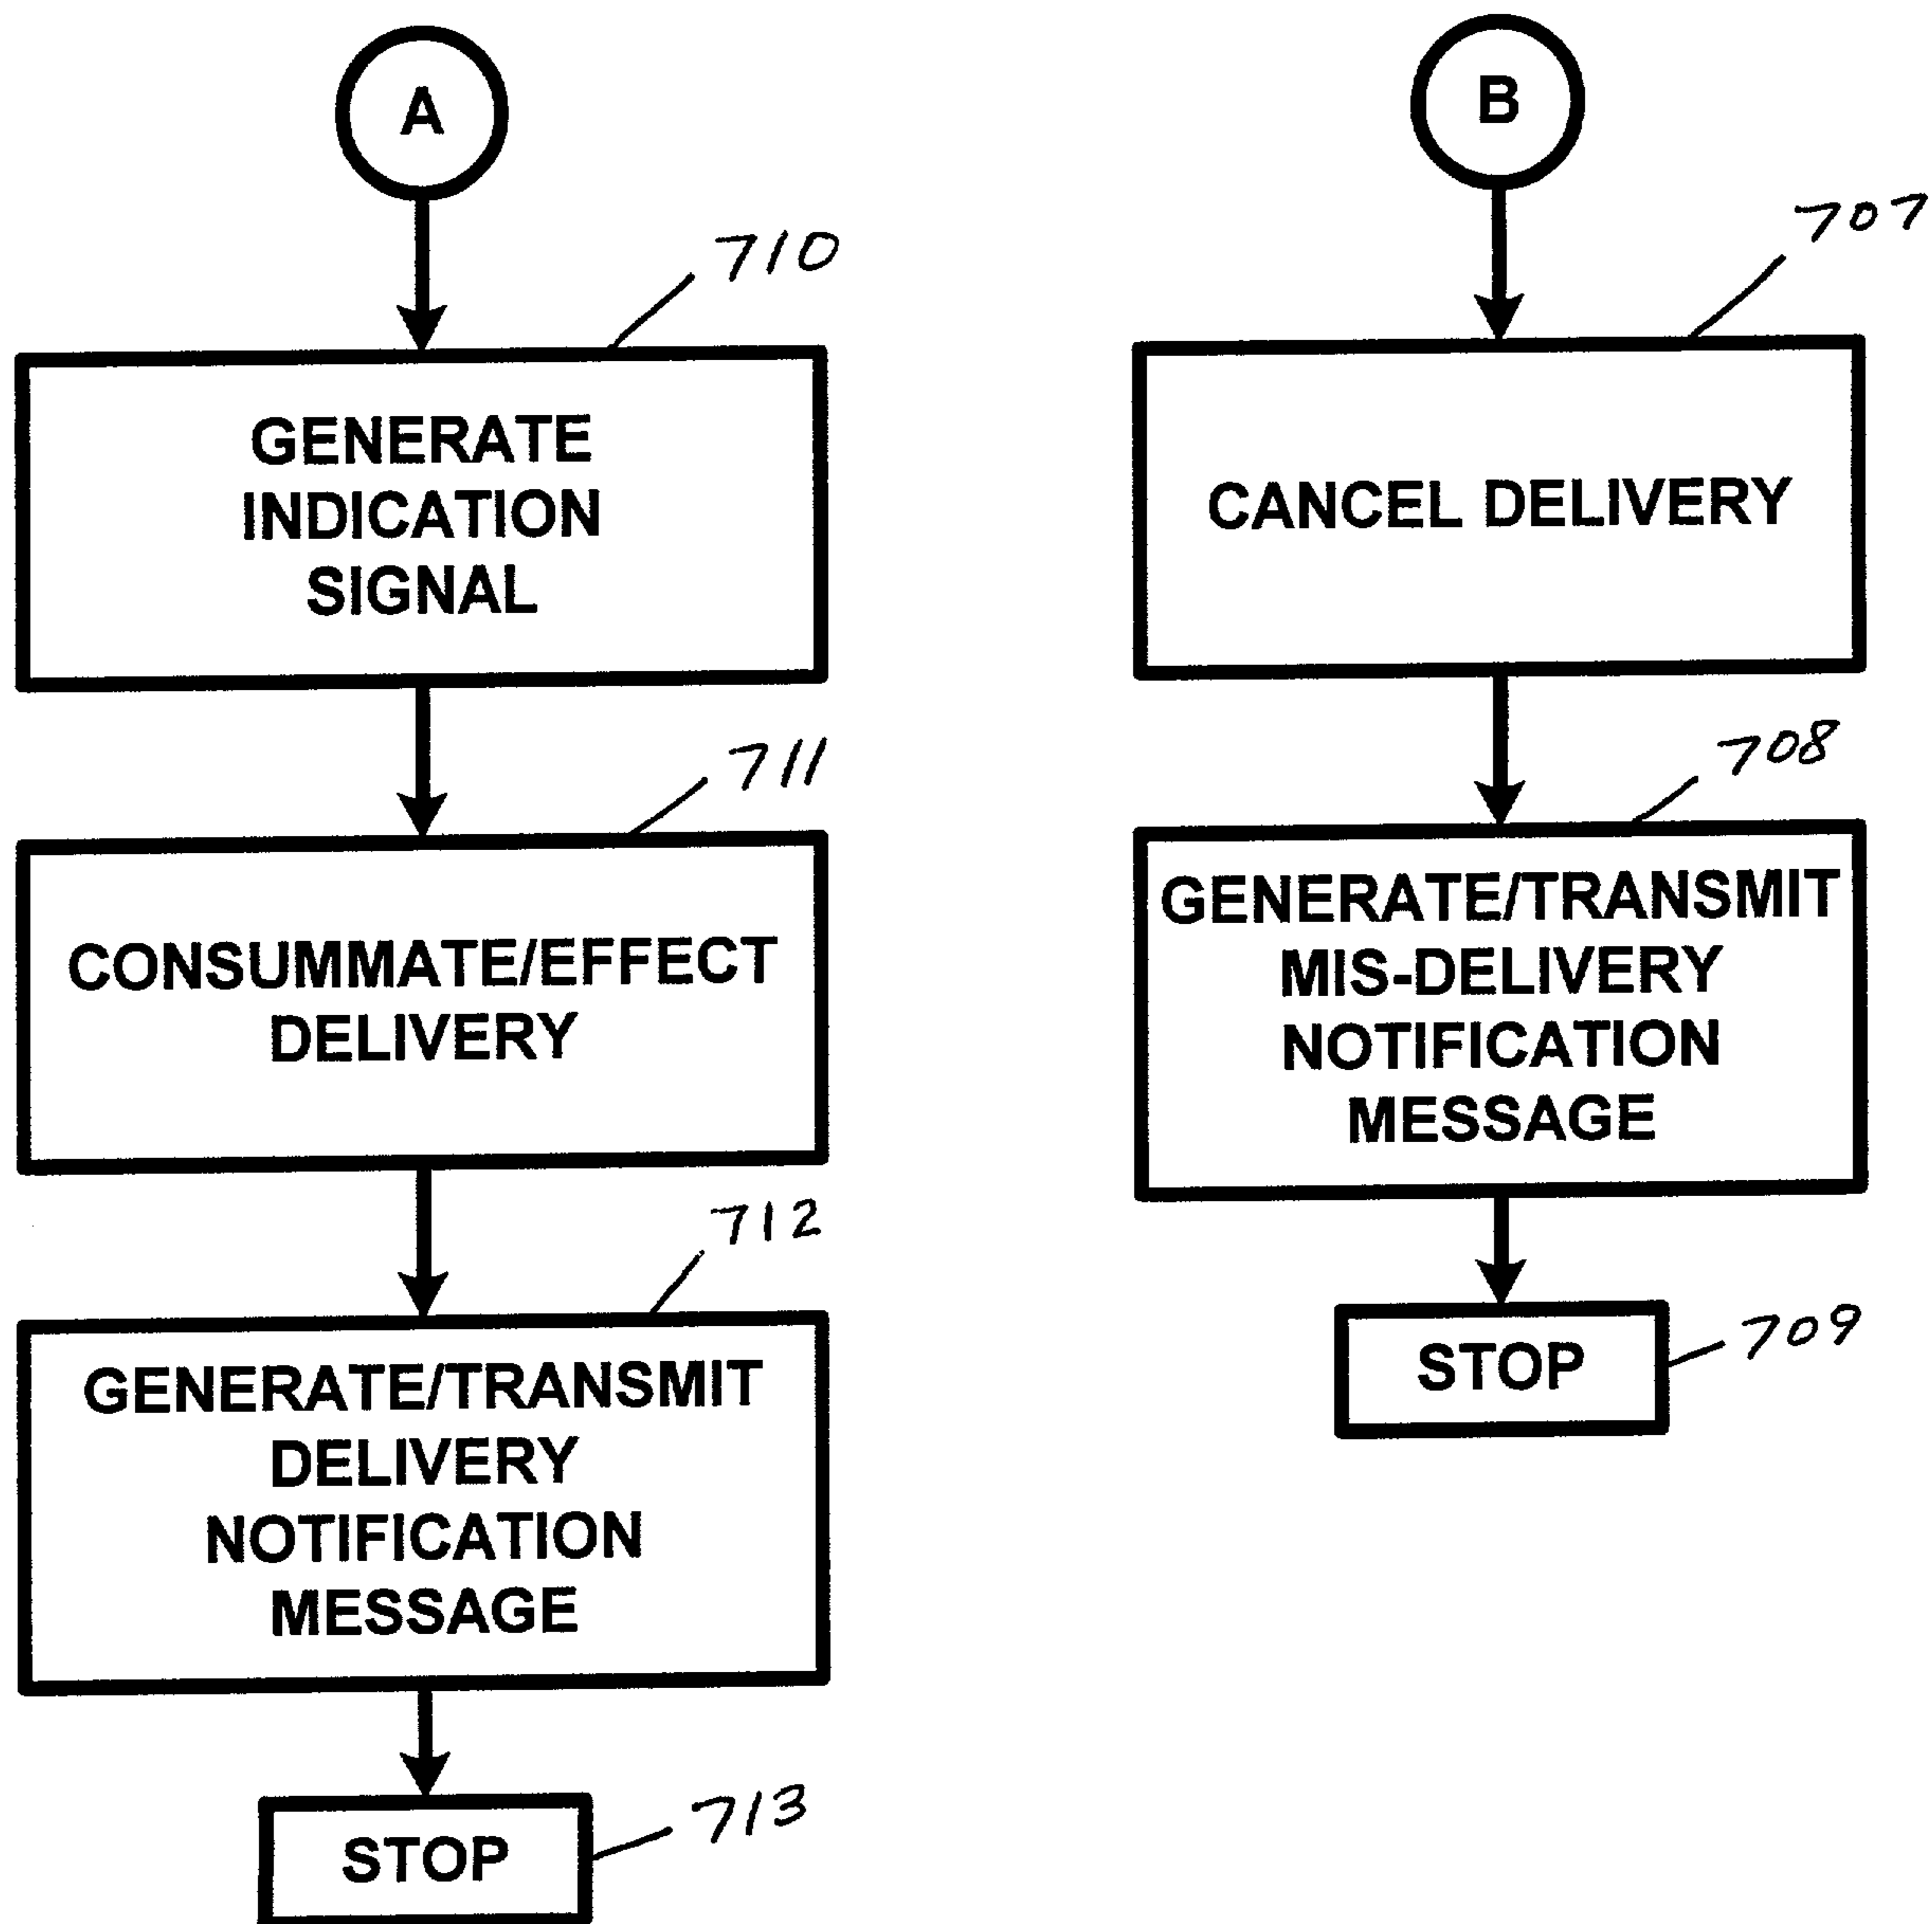 A
710
GENERATE
INDICATION
SIGNAL
711
CONSUMMATE/EFFECT
DELIVERY
712
GENERATE/TRANSMIT
DELIVERY
NOTIFICATION
MESSAGE
713
STOP
B
707
CANCEL DELIVERY
708
GENERATE/TRANSMIT
MIS-DELIVERY
NOTIFICATION
MESSAGE
STOP
709